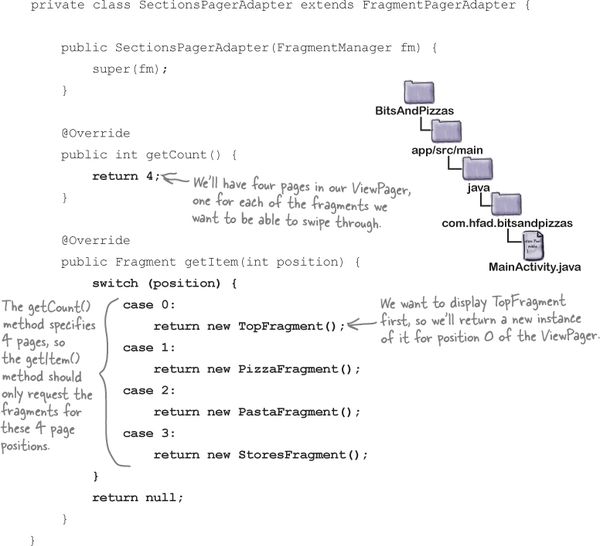 private class SectionsPagerAdapter extends FragmentPagerAdapter {
public SectionsPagerAdapter(FragmentManager fm) {
super(fm);
}
@Override
public int getCount() {
return 4;
}
We'll have four pages in our ViewPager,
one for each of the fragments we
want to be able to swipe through.
BitsAndPizzas
app/src/main
java
com.hfad.bitsandpizzas
MainActivity.java
@Override
public Fragment getItem(int position) {
switch (position) {
case 0:
return new TopFragment();
case 1:
return new PizzaFragment();
case 2:
return new PastaFragment();
case 3:
return new StoresFragment();
}
return null;
}
}
The getCount()
method specifies
4 pages, so
the getItem()
method should
only request the
fragments for
these 4 page
positions.
We want to display TopFragment
first, so we'll return a new instance
of it for position 0 of the ViewPager.